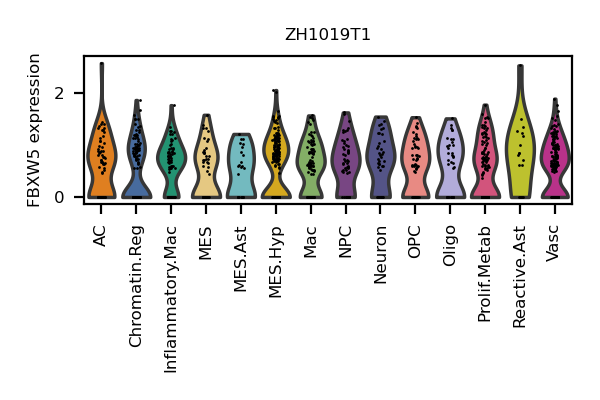 ZH1019T1
FBXW5 expression
2
0
AC
Chromatin.Reg
Inflammatory.Mac
MES
MES.Ast
MES.Hyp
Mac
NPC
Neuron
OPC
Oligo
Prolif.Metab
Reactive.Ast
Vasc